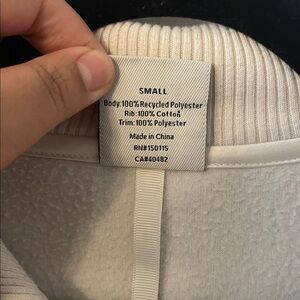 SMALL
Body:100% Recycled Polyester
Rib:100% Cotton
Trim:100% Polyester
Made in China
RN#150115
CA#40482